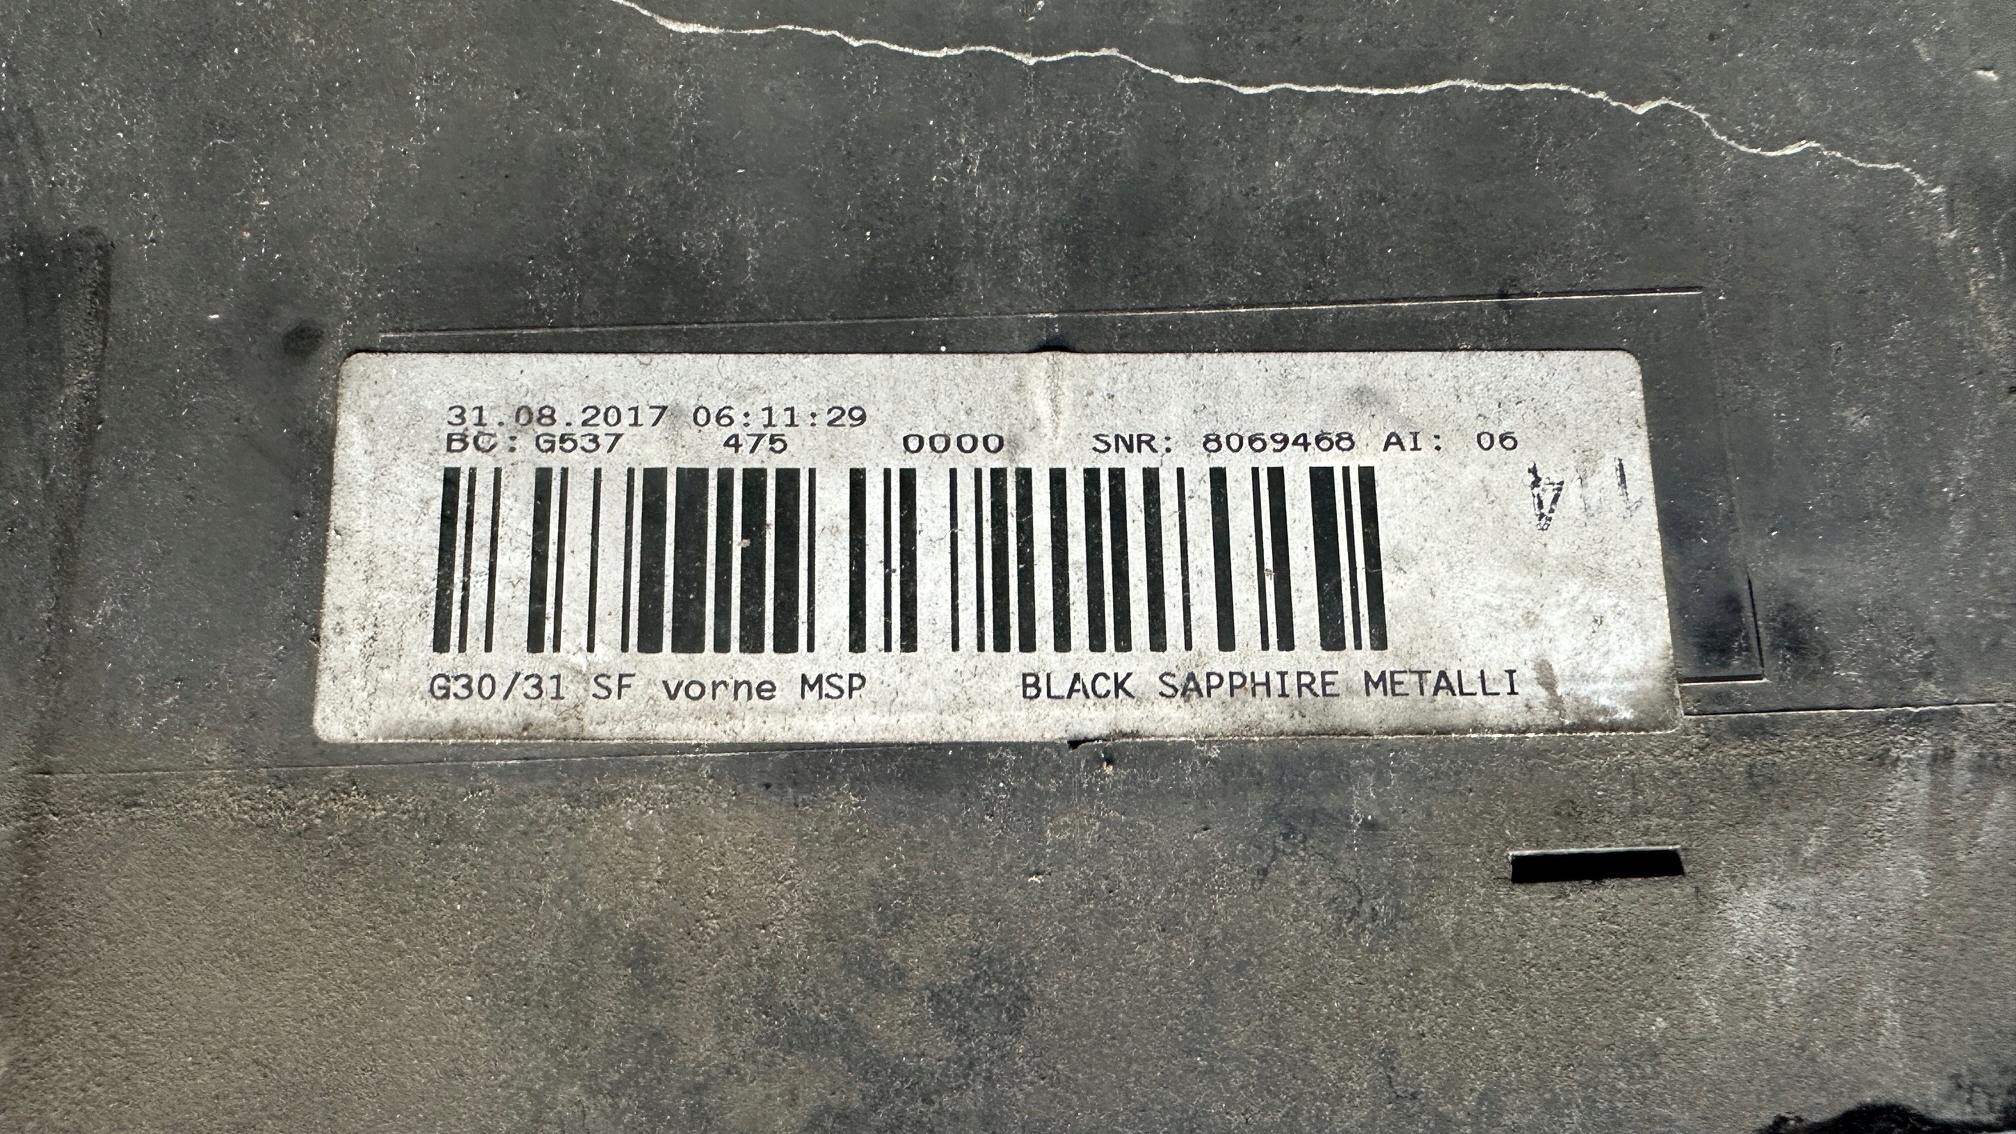 31.08.2017 06:11:29
BC: G537 475 0000 SNR: 8069468 AI: 06
G30/31 SF vorne MSP BLACK SAPPHIRE METALLI